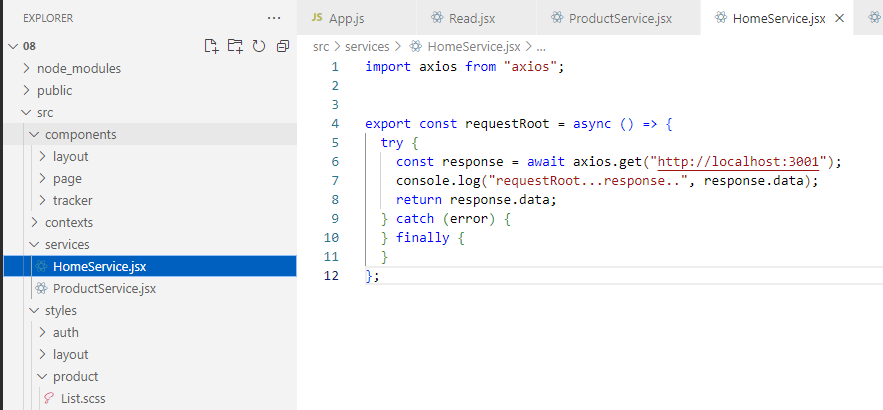 EXPLORER
08
node_modules
public
src
components
layout
page
tracker
contexts
services
HomeService.jsx
ProductService.jsx
styles
auth
layout
product
List.scss
JS App.js
Read.jsx
ProductService.jsx
HomeService.jsx ×
src > services > HomeService.jsx > ...
1 import axios from "axios";
2
3
4 export const requestRoot = async () => {
5 try {
6 const response = await axios.get("http://localhost:3001");
7 console.log("requestRoot...response..", response.data);
8 return response.data;
9 } catch (error) {
10 } finally {
11 }
12 };